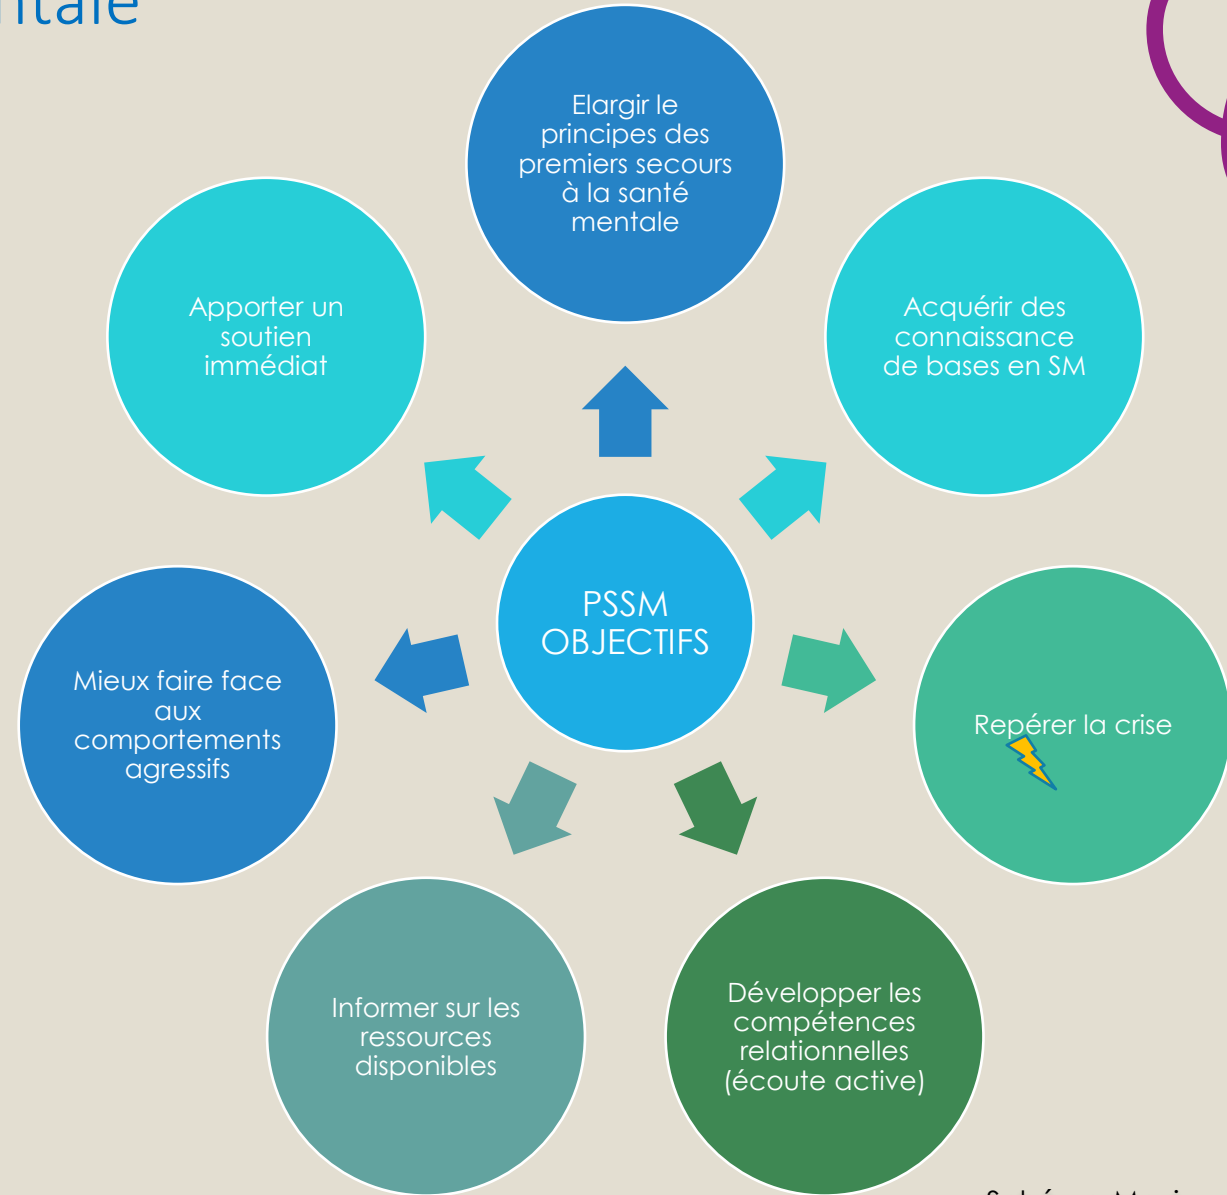 ntale
Elargir le
principes des
premiers secours
à la santé
mentale
Acquérir des
connaissance
de bases en SM
Repérer la crise
Développer les
compétences
relationnelles
(écoute active)
Informer sur les
ressources
disponibles
Mieux faire face
aux
comportements
agressifs
Apporter un
soutien
immédiat
PSSM
OBJECTIFS